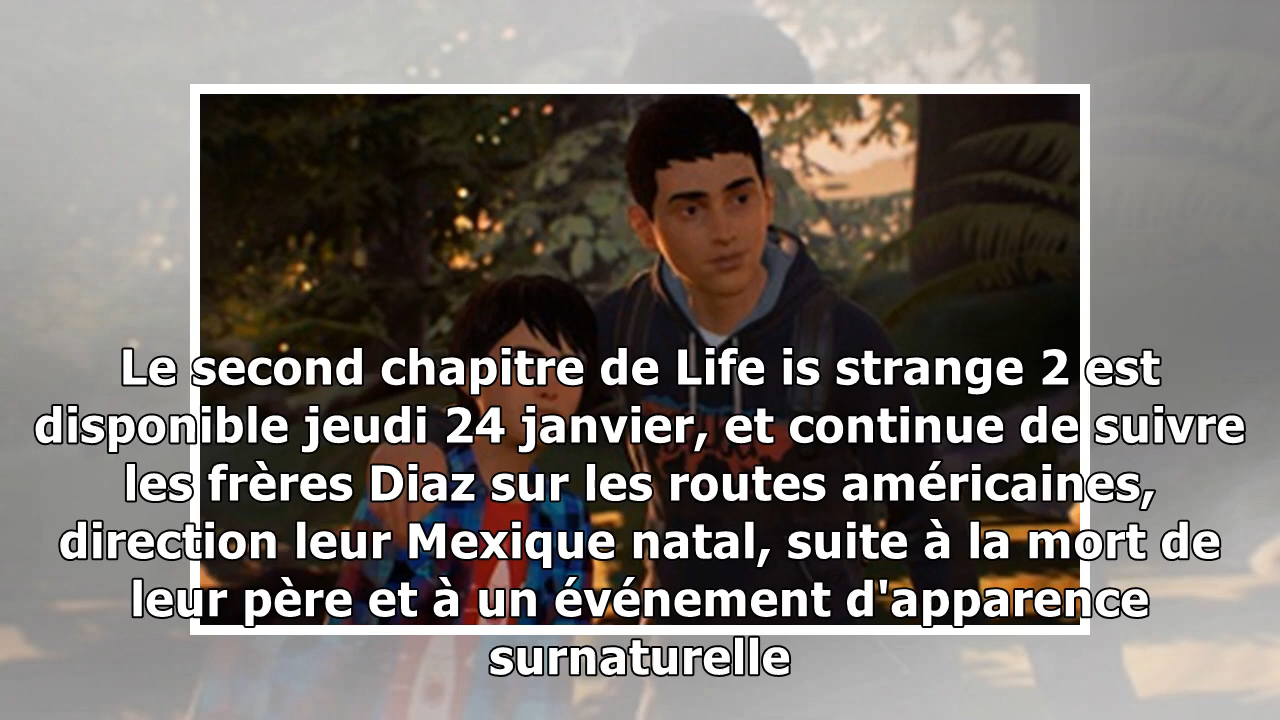 Le second chapitre de Life is strange 2 est
disponible jeudi 24 janvier, et continue de suivre
les frères Diaz sur les routes américaines,
direction leur Mexique natal, suite à la mort de
leur père et à un événement d'apparence
surnaturelle